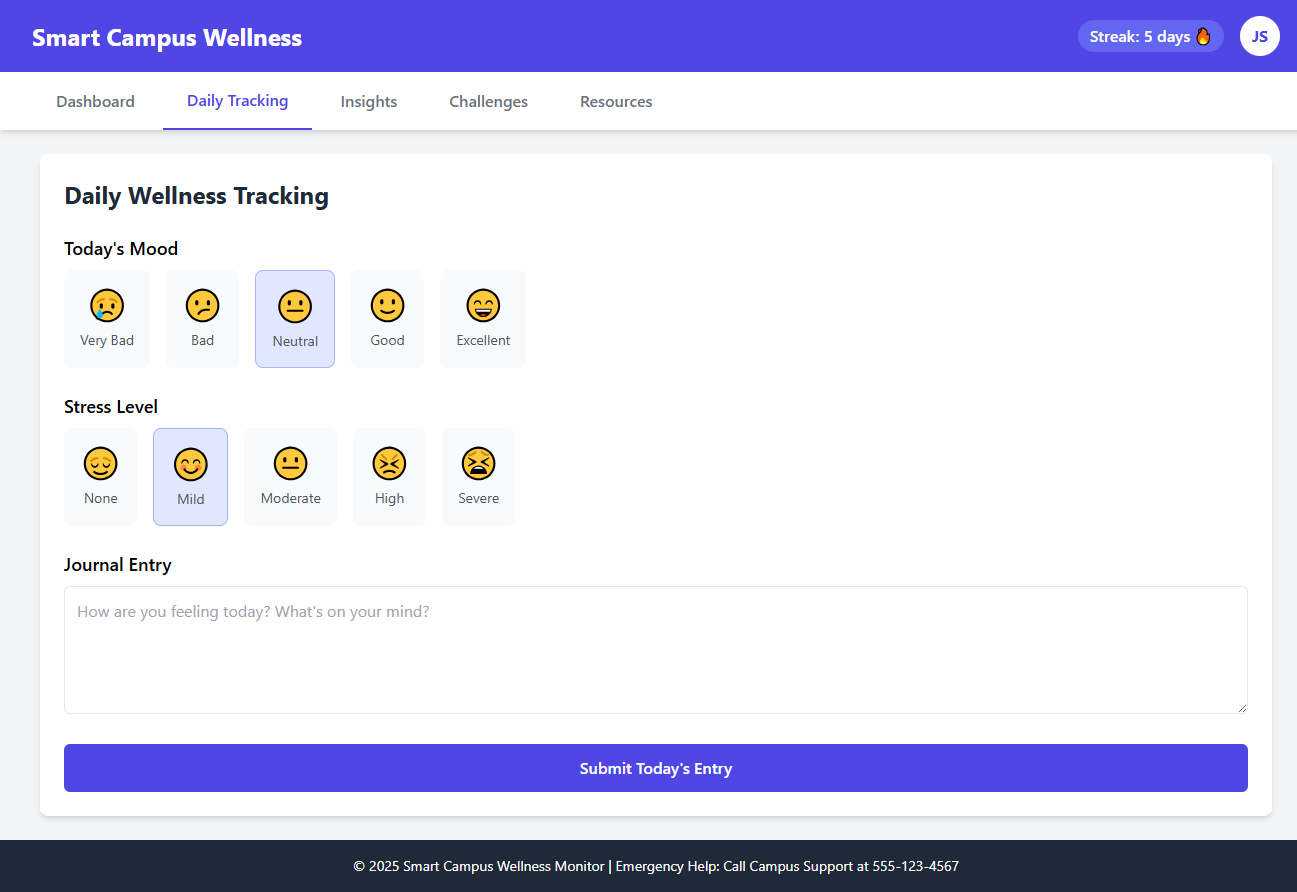 Smart Campus Wellness
Streak: 5 days 🔥
JS
Dashboard
Daily Tracking
Insights
Challenges
Resources
Daily Wellness Tracking
Today's Mood
Very Bad
Bad
Neutral
Good
Excellent
Stress Level
None
Mild
Moderate
High
Severe
Journal Entry
How are you feeling today? What's on your mind?
Submit Today's Entry
© 2025 Smart Campus Wellness Monitor | Emergency Help: Call Campus Support at 555-123-4567